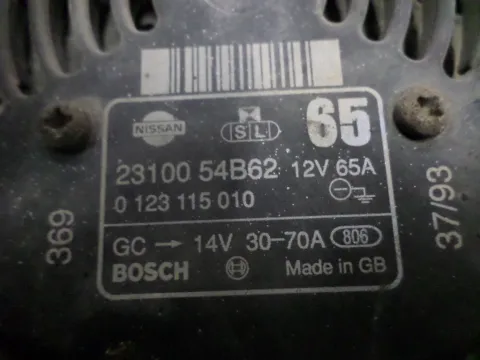 NISSAN
S L
65
23100 54B62 12V 65A
0 123 115 010
GC → 14V 30-70A 806
BOSCH
Made in GB
369
37/93